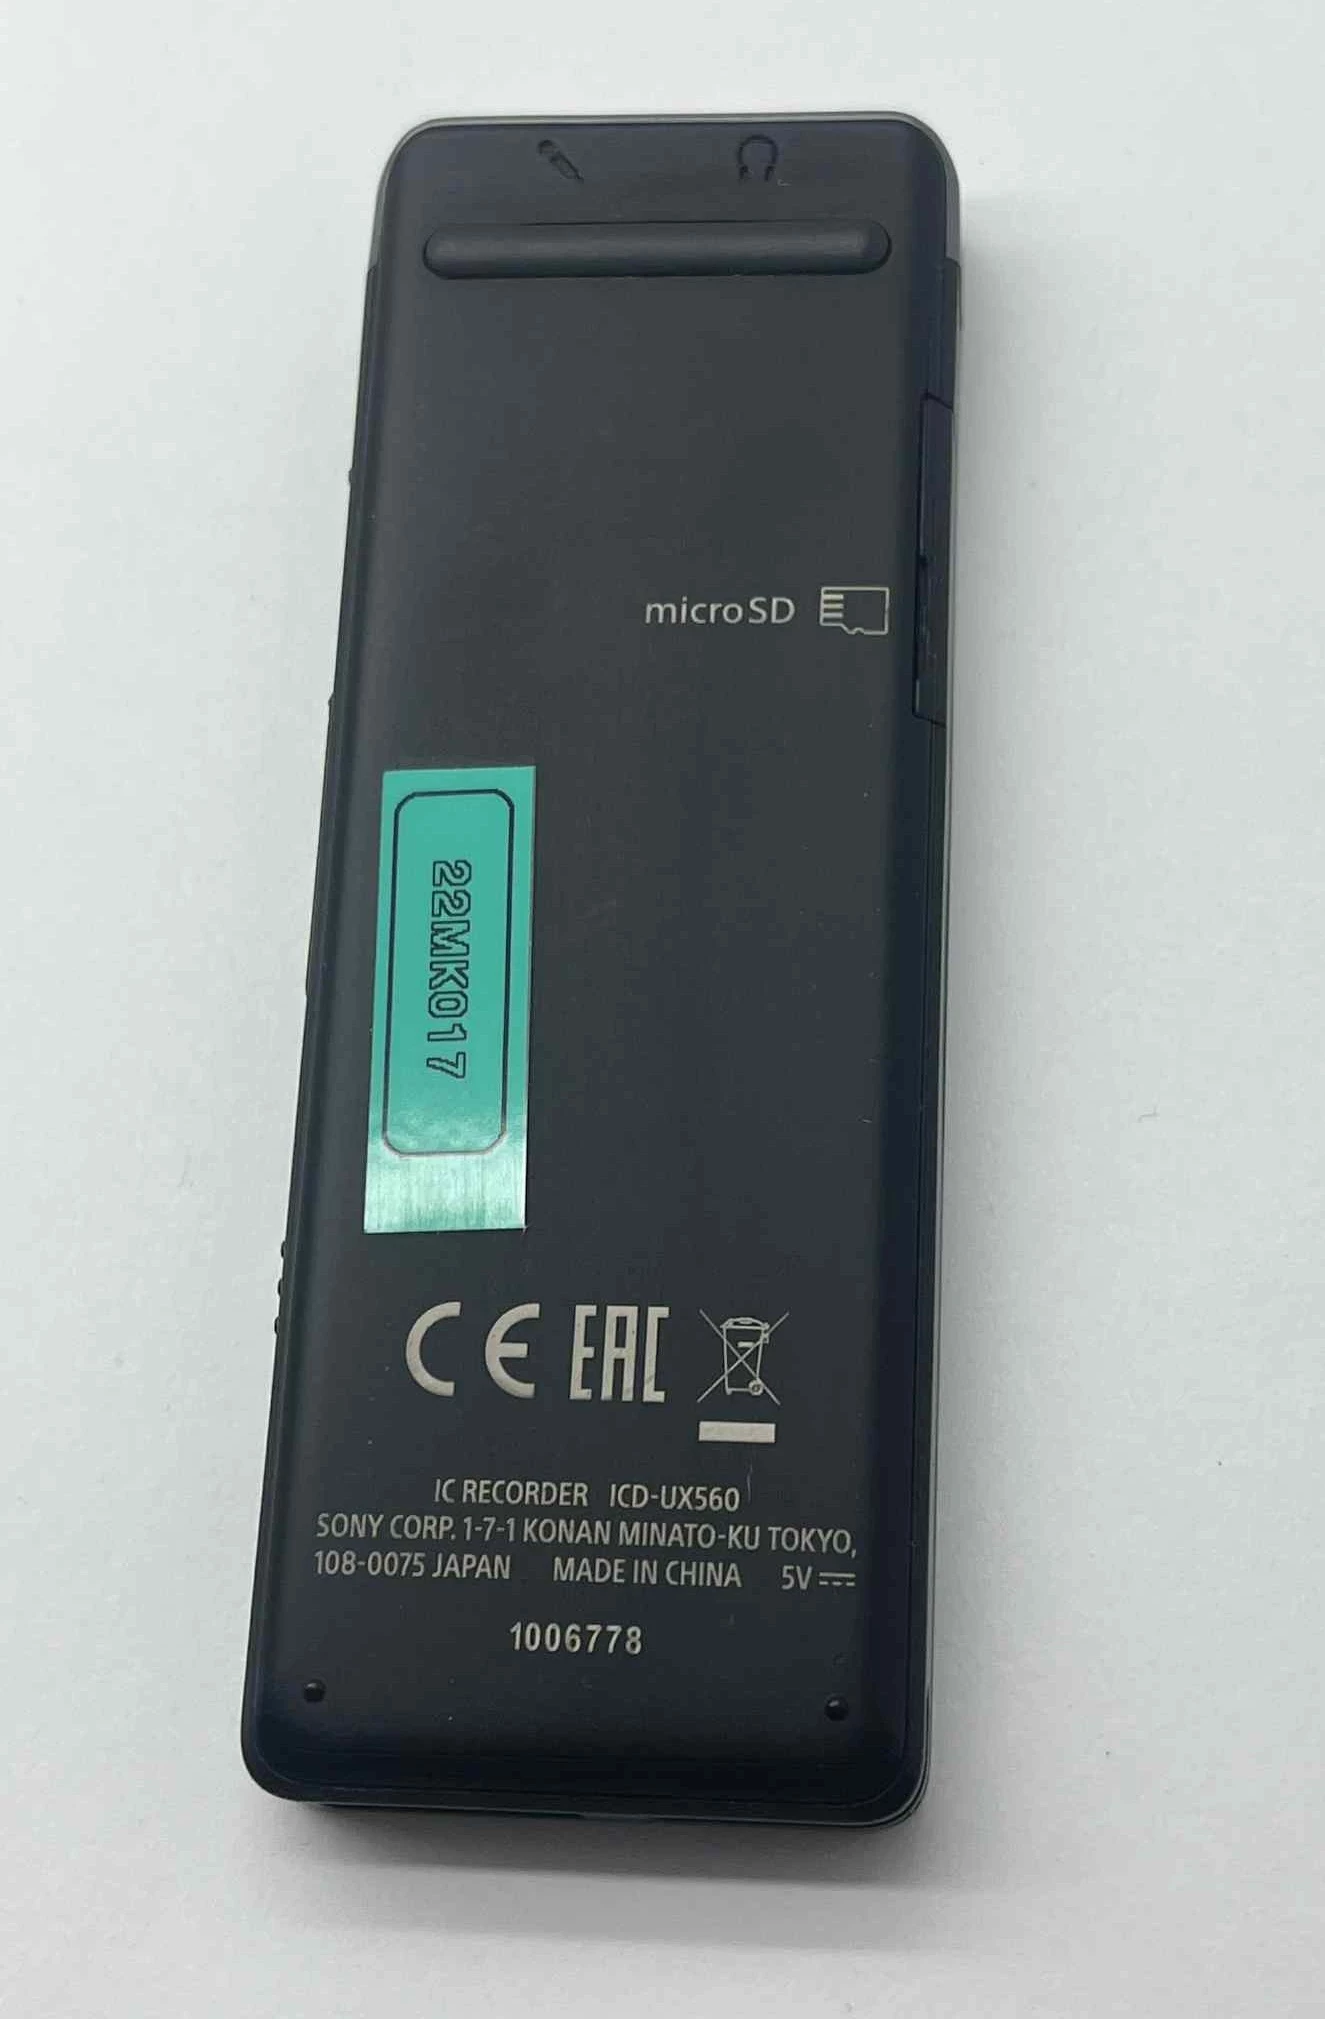 microSD
22MK017
CE EAC
IC RECORDER ICD-UX560
SONY CORP. 1-7-1 KONAN MINATO-KU TOKYO,
108-0075 JAPAN MADE IN CHINA 5V
1006778